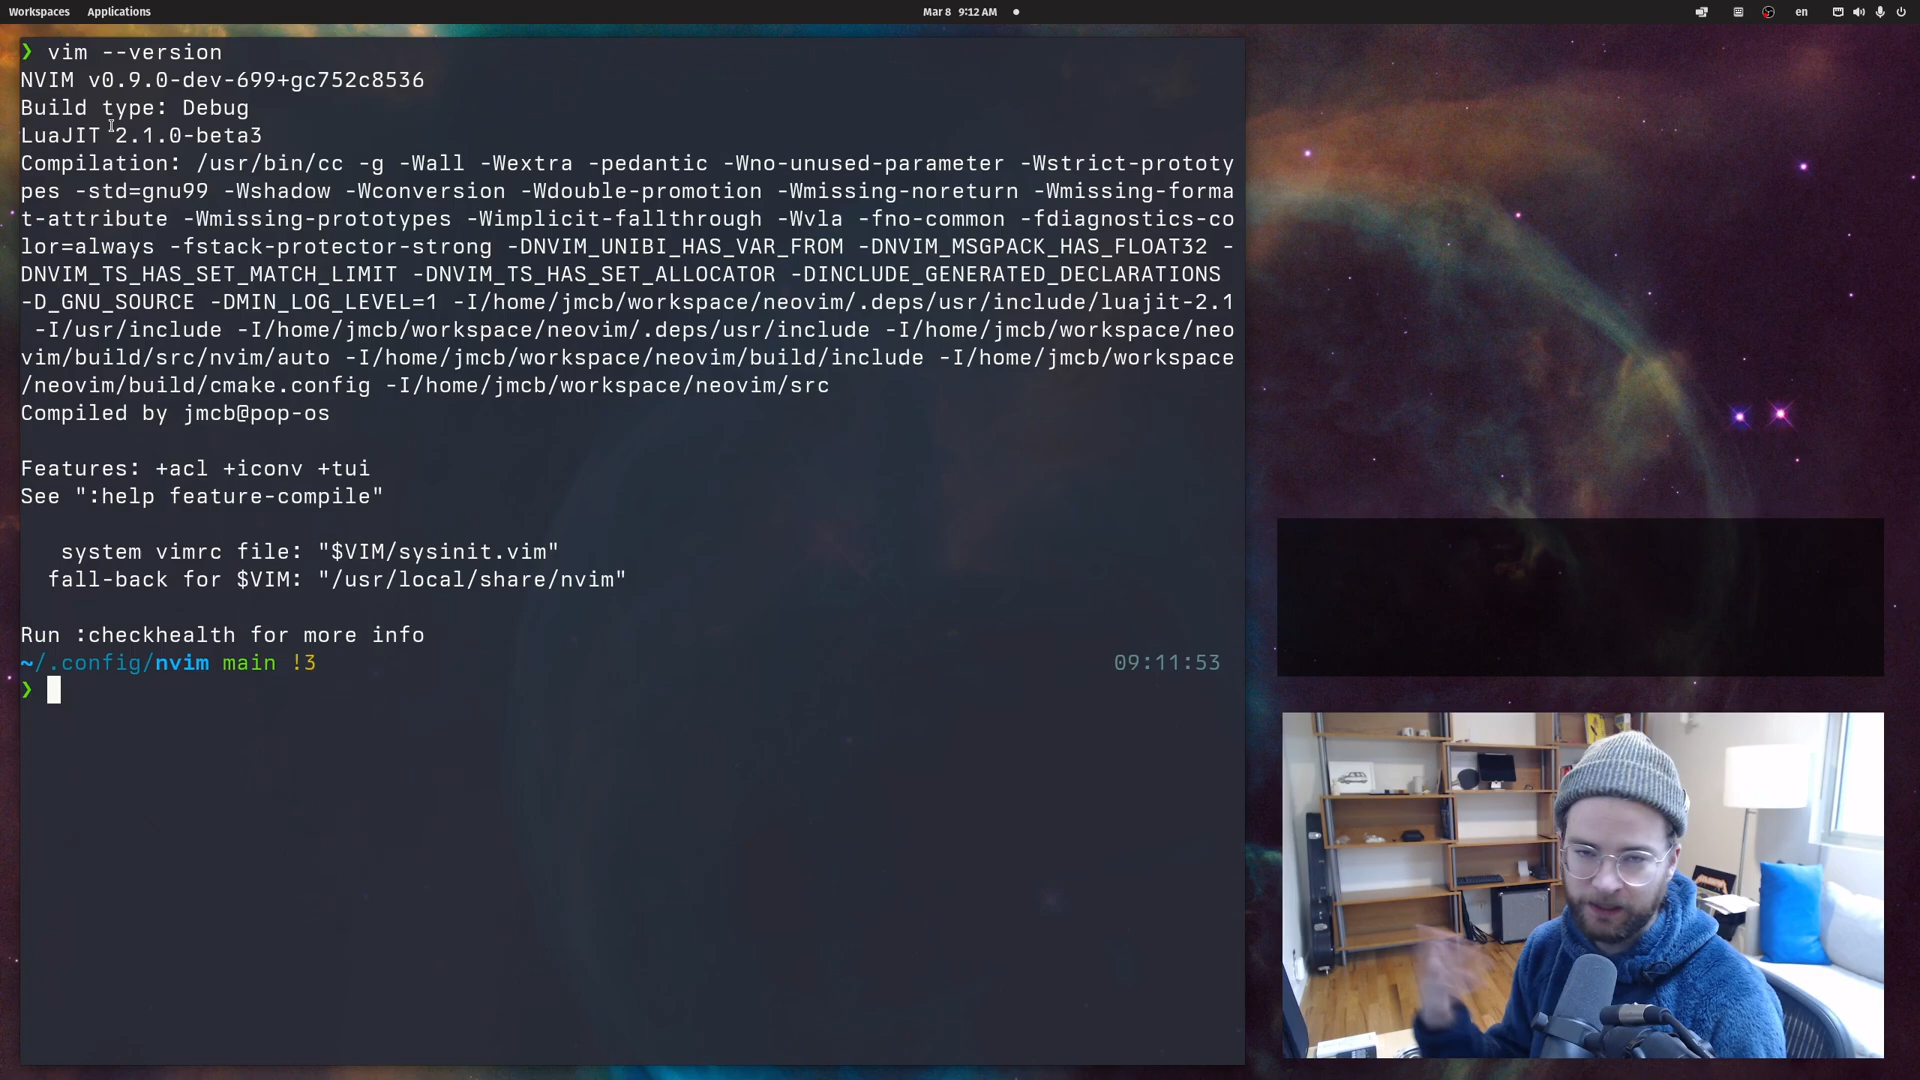 Workspaces Applications Mar 8 9:12 AM en
❯ vim --version
NVIM v0.9.0-dev-699+gc752c8536
Build type: Debug
LuaJIT 2.1.0-beta3
Compilation: /usr/bin/cc -g -Wall -Wextra -pedantic -Wno-unused-parameter -Wstrict-prototy
pes -std=gnu99 -Wshadow -Wconversion -Wdouble-promotion -Wmissing-noreturn -Wmissing-forma
t-attribute -Wmissing-prototypes -Wimplicit-fallthrough -Wvla -fno-common -fdiagnostics-co
lor=always -fstack-protector-strong -DNVIM_UNIBI_HAS_VAR_FROM -DNVIM_MSGPACK_HAS_FLOAT32 -
DNVIM_TS_HAS_SET_MATCH_LIMIT -DNVIM_TS_HAS_SET_ALLOCATOR -DINCLUDE_GENERATED_DECLARATIONS
-D_GNU_SOURCE -DMIN_LOG_LEVEL=1 -I/home/jmcb/workspace/neovim/.deps/usr/include/luajit-2.1
-I/usr/include -I/home/jmcb/workspace/neovim/.deps/usr/include -I/home/jmcb/workspace/neo
vim/build/src/nvim/auto -I/home/jmcb/workspace/neovim/build/include -I/home/jmcb/workspace
/neovim/build/cmake.config -I/home/jmcb/workspace/neovim/src
Compiled by jmcb@pop-os
Features: +acl +iconv +tui
See ":help feature-compile"
system vimrc file: "$VIM/sysinit.vim"
fall-back for $VIM: "/usr/local/share/nvim"
Run :checkhealth for more info
~/.config/nvim main !3 09:11:53
❯